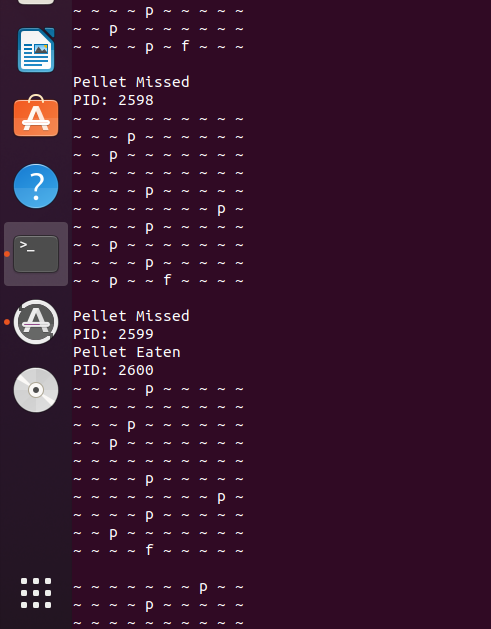 ~ ~ ~ ~ p ~ ~ ~ ~ ~
~ ~ p ~ ~ ~ ~ ~ ~ ~
~ ~ ~ ~ p ~ f ~ ~ ~
Pellet Missed
PID: 2598
~ ~ ~ ~ ~ ~ ~ ~ ~ ~
~ ~ ~ p ~ ~ ~ ~ ~ ~
~ ~ p ~ ~ ~ ~ ~ ~ ~
~ ~ ~ ~ ~ ~ ~ ~ ~ ~
~ ~ ~ ~ p ~ ~ ~ ~ ~
~ ~ ~ ~ ~ ~ ~ ~ p ~
~ ~ ~ ~ p ~ ~ ~ ~ ~
~ ~ p ~ ~ ~ ~ ~ ~ ~
~ ~ ~ ~ p ~ ~ ~ ~ ~
~ ~ p ~ ~ f ~ ~ ~ ~
Pellet Missed
PID: 2599
Pellet Eaten
PID: 2600
~ ~ ~ ~ p ~ ~ ~ ~ ~
~ ~ ~ ~ ~ ~ ~ ~ ~ ~
~ ~ ~ p ~ ~ ~ ~ ~ ~
~ ~ p ~ ~ ~ ~ ~ ~ ~
~ ~ ~ ~ ~ ~ ~ ~ ~ ~
~ ~ ~ ~ p ~ ~ ~ ~ ~
~ ~ ~ ~ ~ ~ ~ ~ p ~
~ ~ ~ ~ p ~ ~ ~ ~ ~
~ ~ p ~ ~ ~ ~ ~ ~ ~
~ ~ ~ ~ f ~ ~ ~ ~ ~
~ ~ ~ ~ ~ ~ ~ p ~ ~
~ ~ ~ ~ p ~ ~ ~ ~ ~
~ ~ ~ ~ ~ ~ ~ ~ ~ ~